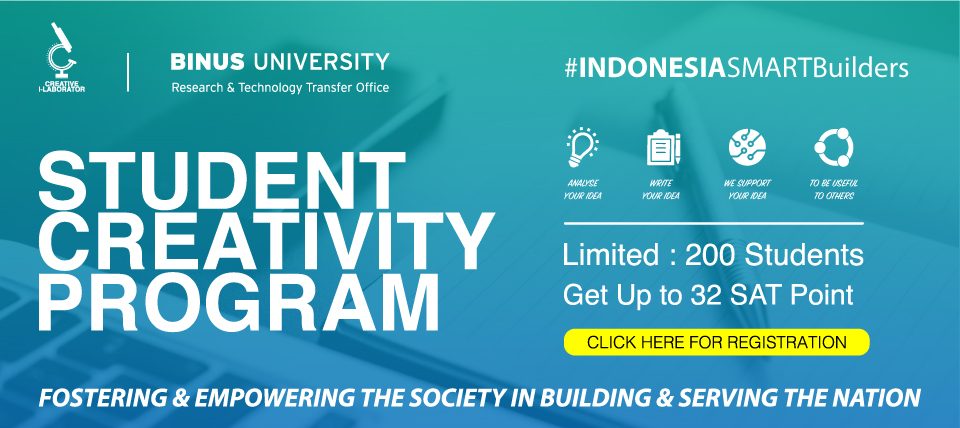 CREATIVE
I-LABORATOR
BINUS UNIVERSITY
Research & Technology Transfer Office
#INDONESIASMARTBuilders
STUDENT
CREATIVITY
PROGRAM
ANALYSE
YOUR IDEA
WRITE
YOUR IDEA
WE SUPPORT
YOUR IDEA
TO BE USEFUL
TO OTHERS
Limited : 200 Students
Get Up to 32 SAT Point
CLICK HERE FOR REGISTRATION
FOSTERING & EMPOWERING THE SOCIETY IN BUILDING & SERVING THE NATION